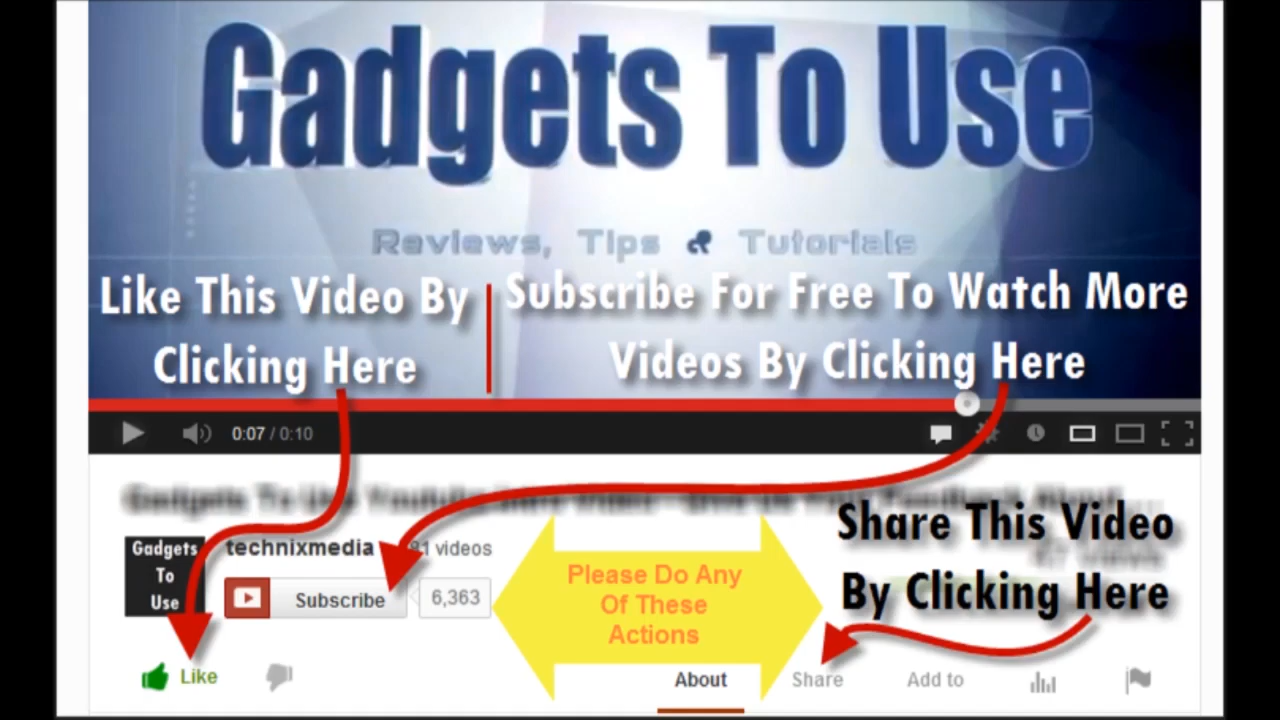 Gadgets To Use
Reviews, Tips & Tutorials
Like This Video By
Clicking Here
Subscribe For Free To Watch More
Videos By Clicking Here
0:07 / 0:10
Share This Video
By Clicking Here
Gadgets
To
Use
technixmedia
videos
Subscribe
6,363
Please Do Any
Of These
Actions
Like
About
Share
Add to